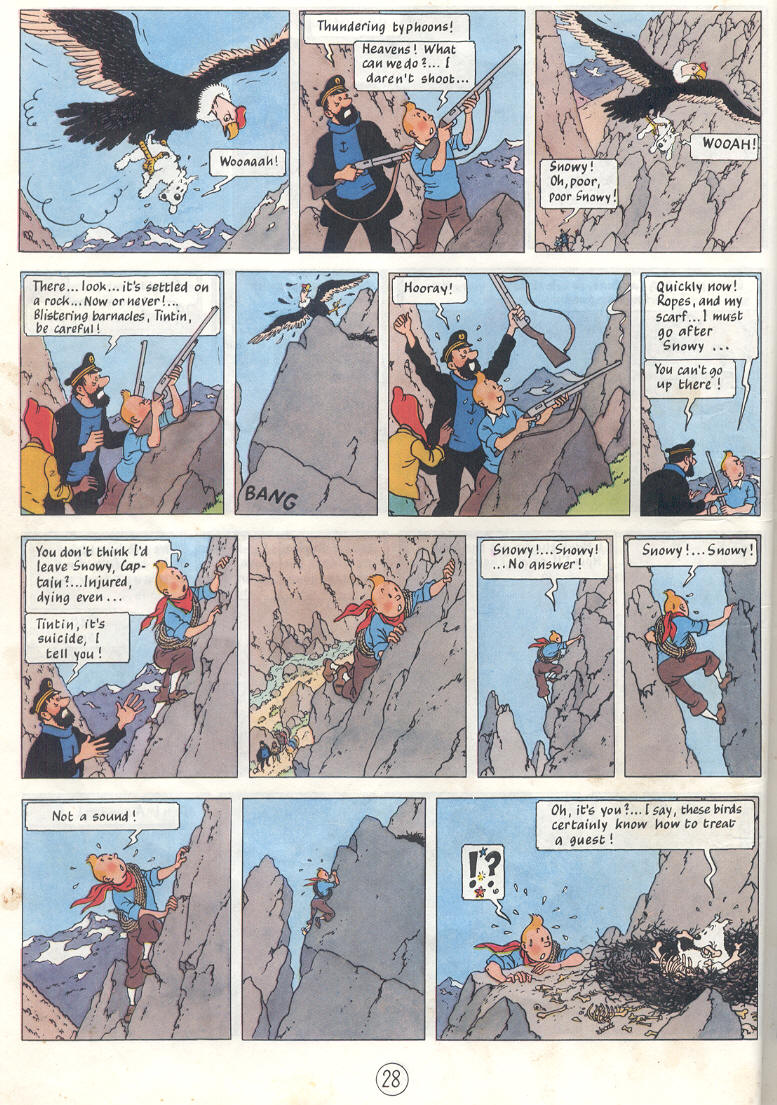 Wooaaah!
Thundering typhoons!
Heavens! What
can we do?... I
daren't shoot...
WOOAH!
Snowy!
Oh, poor,
poor Snowy!
There... look... it's settled on
a rock... Now or never!...
Blistering barnacles, Tintin,
be careful!
BANG
Hooray!
Quickly now!
Ropes, and my
scarf... I must
go after
Snowy ...
You can't go
up there!
You don't think I'd
leave Snowy, Cap-
tain?... Injured,
dying even...
Tintin, it's
suicide, I
tell you!
Snowy!... Snowy!
... No answer!
Snowy!... Snowy!
Not a sound!
!?
Oh, it's you?... I say, these birds
certainly know how to treat
a guest!
28